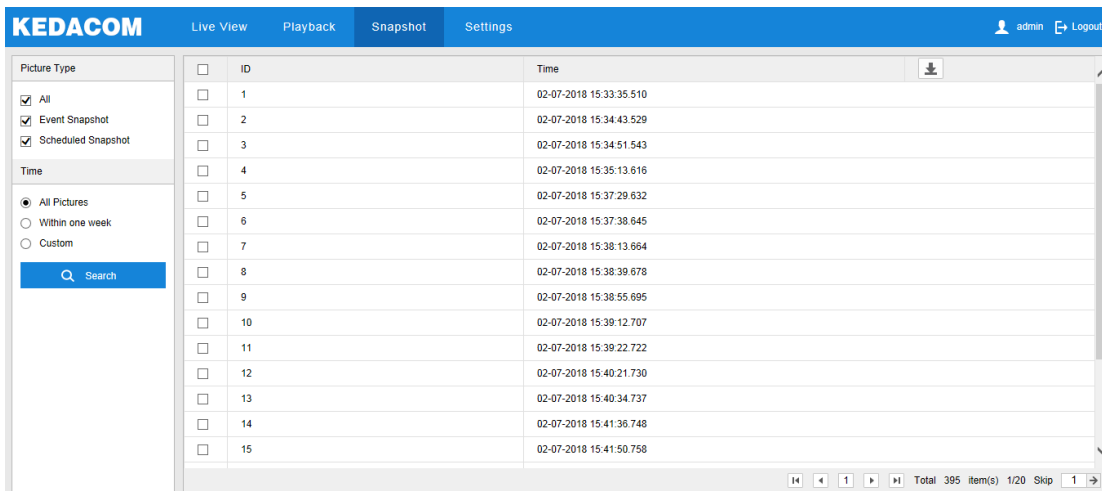 KEDACOM Live View Playback Snapshot Settings admin Logout
Picture Type
All
Event Snapshot
Scheduled Snapshot
Time
All Pictures
Within one week
Custom
Search
ID Time
1 02-07-2018 15:33:35.510
2 02-07-2018 15:34:43.529
3 02-07-2018 15:34:51.543
4 02-07-2018 15:35:13.616
5 02-07-2018 15:37:29.632
6 02-07-2018 15:37:38.645
7 02-07-2018 15:38:13.664
8 02-07-2018 15:38:39.678
9 02-07-2018 15:38:55.695
10 02-07-2018 15:39:12.707
11 02-07-2018 15:39:22.722
12 02-07-2018 15:40:21.730
13 02-07-2018 15:40:34.737
14 02-07-2018 15:41:36.748
15 02-07-2018 15:41:50.758
1 Total 395 item(s) 1/20 Skip 1